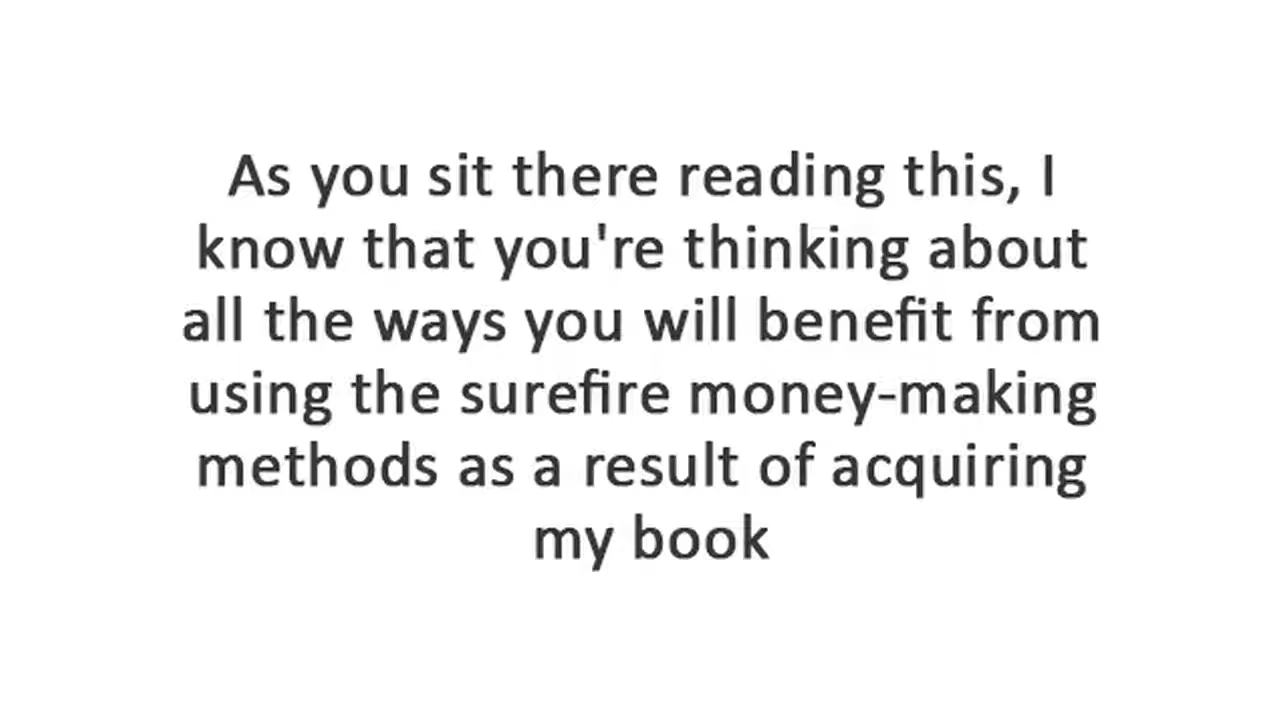 As you sit there reading this, I
know that you're thinking about
all the ways you will benefit from
using the surefire money-making
methods as a result of acquiring
my book